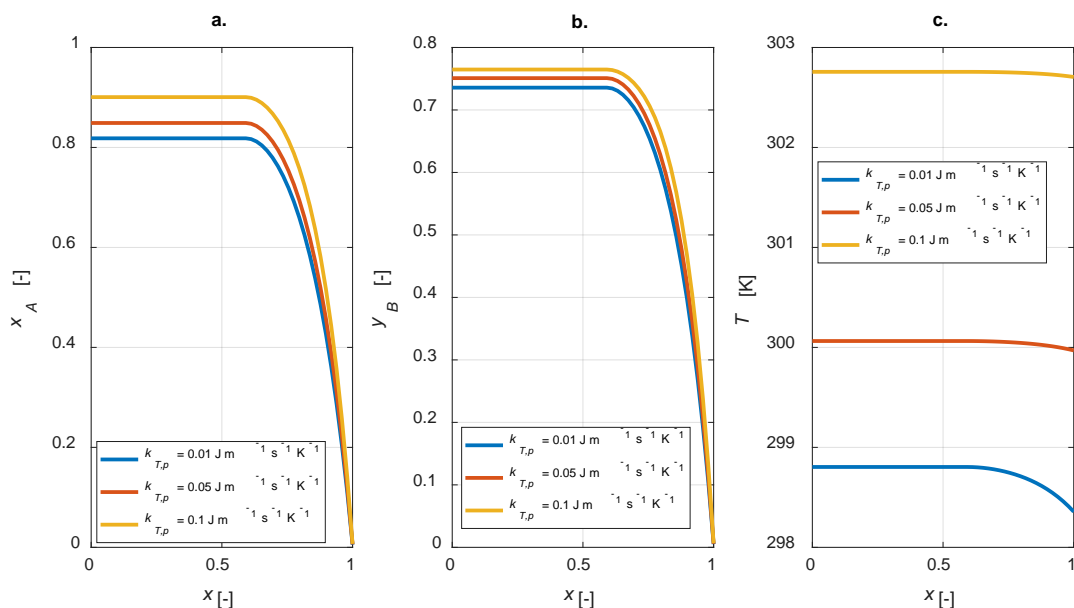 a.
1
0.8
0.6
0.4
0.2
0
x A [-]
k T,p = 0.01 J m -1 s -1 K -1
k T,p = 0.05 J m -1 s -1 K -1
k T,p = 0.1 J m -1 s -1 K -1
0 0.5 1
x [-]
b.
0.8
0.7
0.6
0.5
0.4
0.3
0.2
0.1
0
y B [-]
k T,p = 0.01 J m -1 s -1 K -1
k T,p = 0.05 J m -1 s -1 K -1
k T,p = 0.1 J m -1 s -1 K -1
0 0.5 1
x [-]
c.
303
302
301
300
299
298
T [K]
k T,p = 0.01 J m -1 s -1 K -1
k T,p = 0.05 J m -1 s -1 K -1
k T,p = 0.1 J m -1 s -1 K -1
0 0.5 1
x [-]